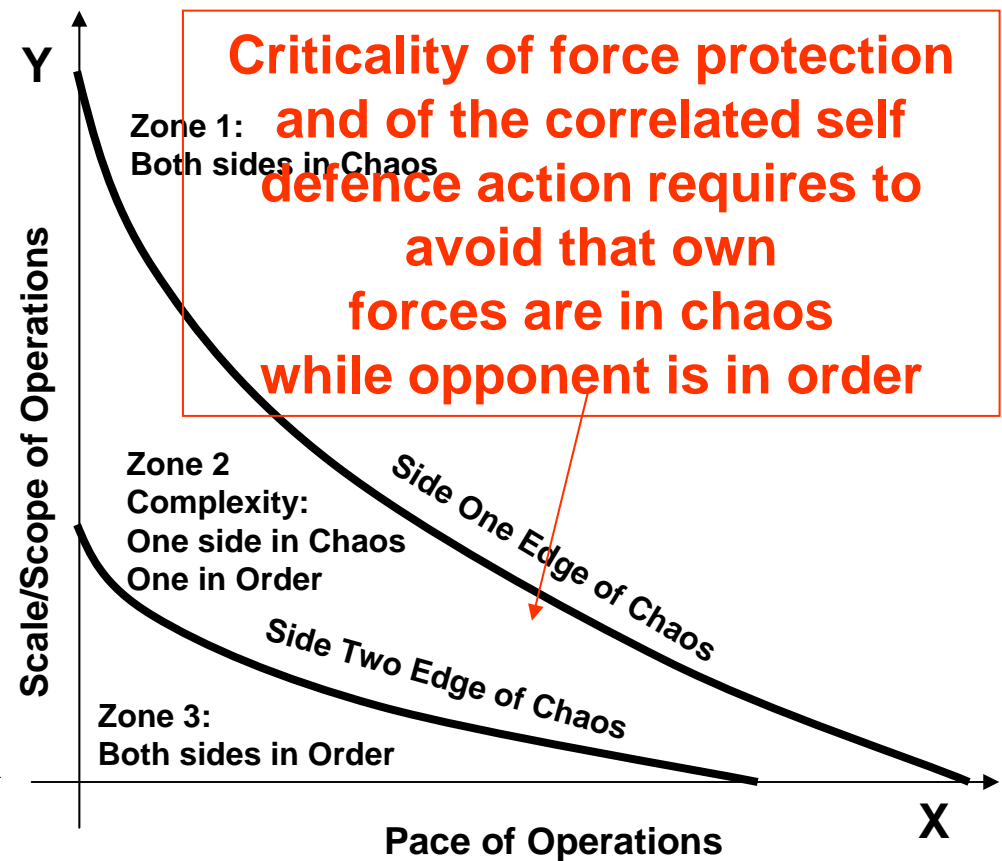 Y
Criticality of force protection
and of the correlated self
defence action requires to
avoid that own
forces are in chaos
while opponent is in order
Zone 1:
Both sides in Chaos
Scale/Scope of Operations
Zone 2
Complexity:
One side in Chaos
One in Order
Side One Edge of Chaos
Side Two Edge of Chaos
Zone 3:
Both sides in Order
X
Pace of Operations